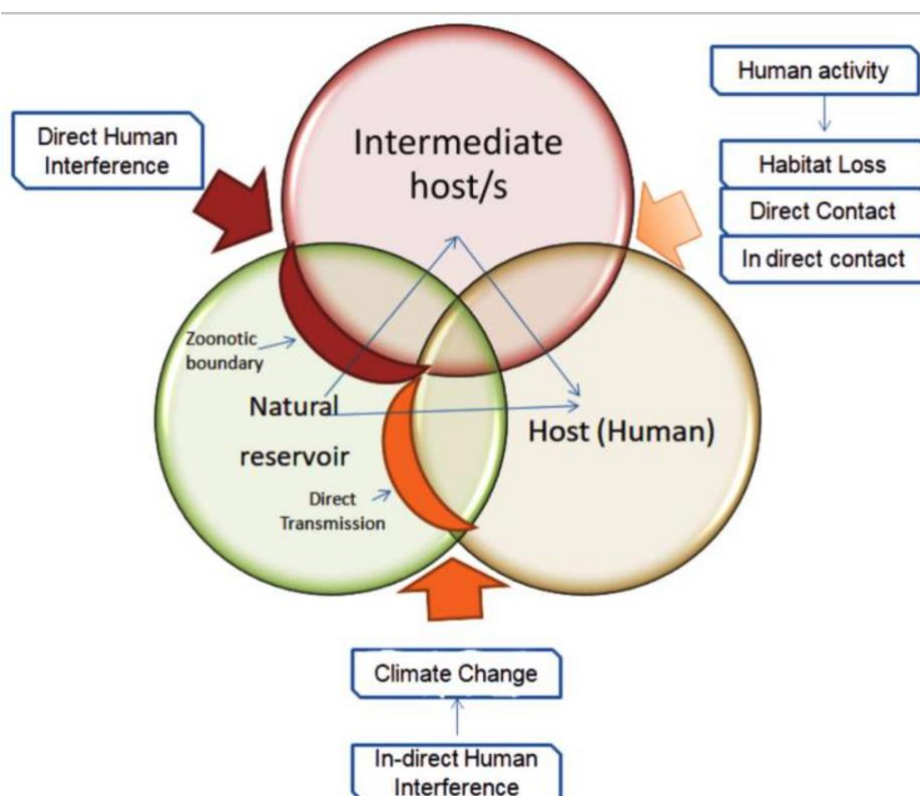 Intermediate
host/s
Human activity
Direct Human
Interference
Habitat Loss
Direct Contact
In direct contact
Zoonotic
boundary
Natural
reservoir
Host (Human)
Direct
Transmission
Climate Change
In-direct Human
Interference